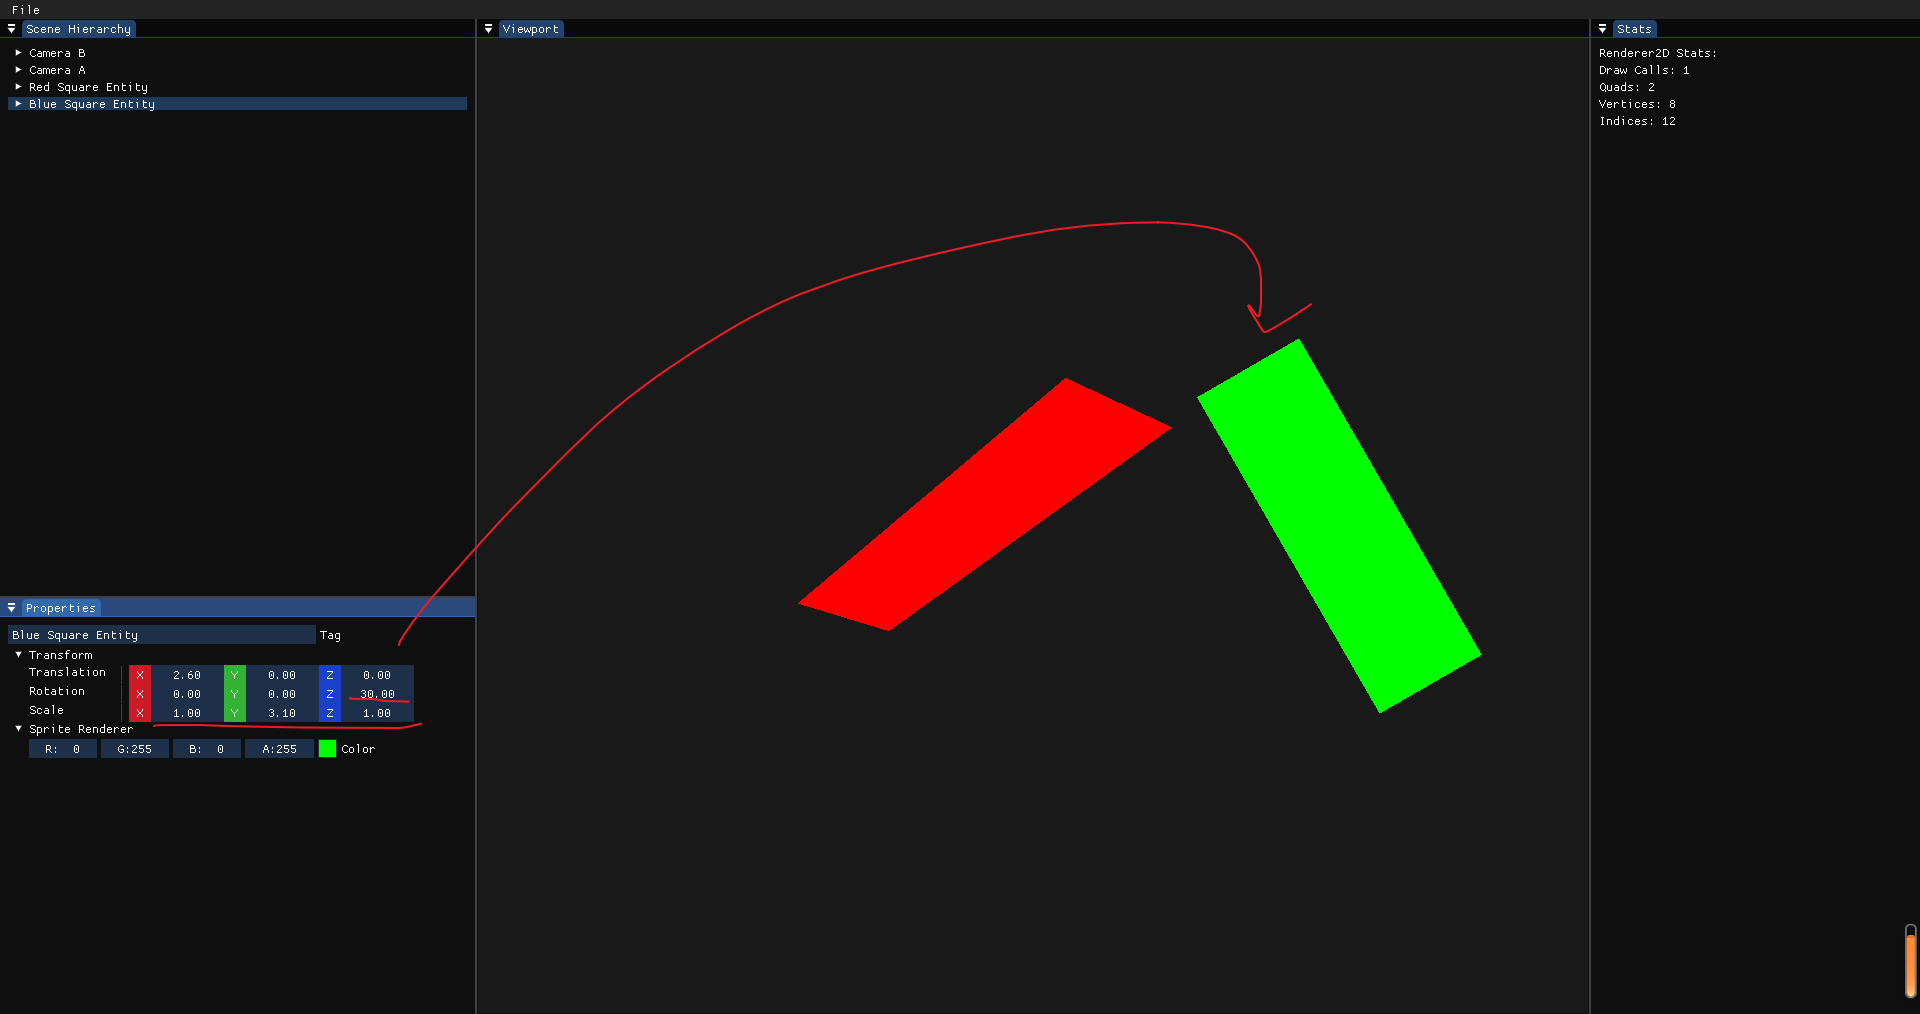 File
Scene Hierarchy
Camera B
Camera A
Red Square Entity
Blue Square Entity
Viewport
Stats
Renderer2D Stats:
Draw Calls: 1
Quads: 2
Vertices: 8
Indices: 12
Properties
Blue Square Entity Tag
Transform
Translation X 2.60 Y 0.00 Z 0.00
Rotation X 0.00 Y 0.00 Z 30.00
Scale X 1.00 Y 3.10 Z 1.00
Sprite Renderer
R: 0 G:255 B: 0 A:255 Color